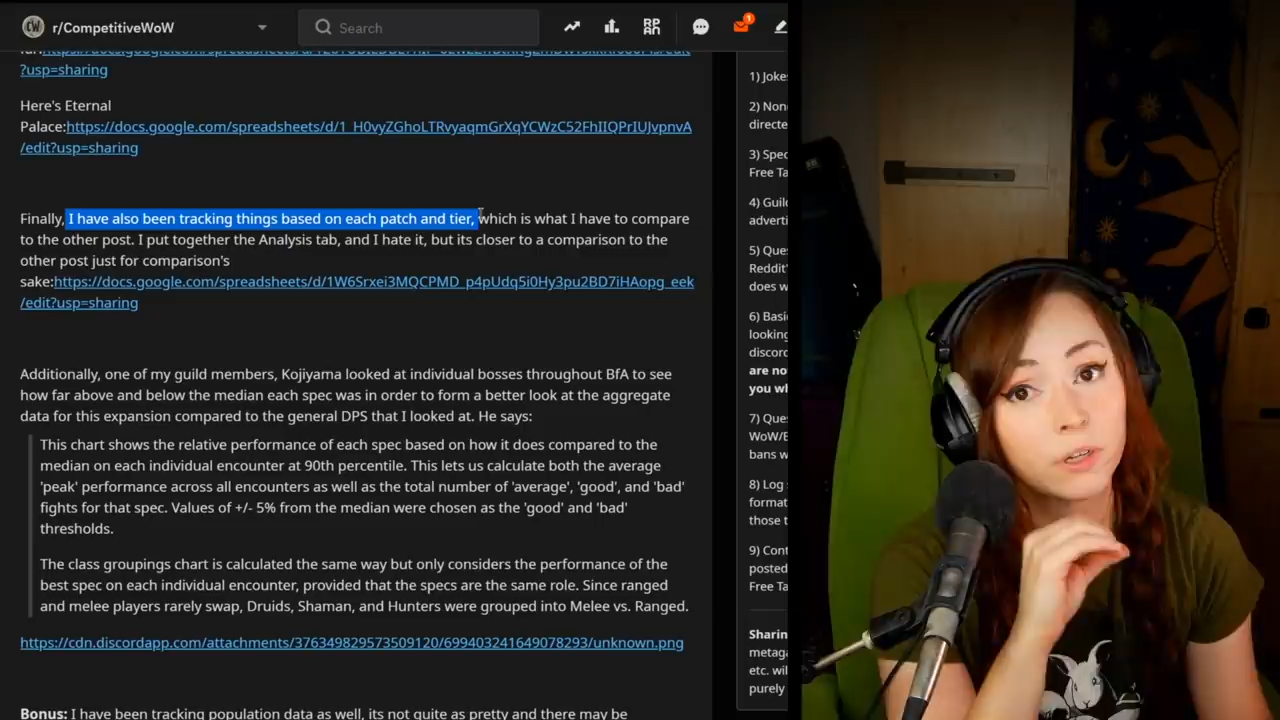 r/CompetitiveWoW
Search
1
?usp=sharing
Here's Eternal
Palace:https://docs.google.com/spreadsheets/d/1_H0vyZGhoLTRvyaqmGrXqYCWzC52FhIIQPrIUJvpnvA
/edit?usp=sharing
Finally, I have also been tracking things based on each patch and tier, which is what I have to compare
to the other post. I put together the Analysis tab, and I hate it, but its closer to a comparison to the
other post just for comparison's
sake:https://docs.google.com/spreadsheets/d/1W6Srxei3MQCPMD_p4pUdq5i0Hy3pu2BD7iHAopg_eek
/edit?usp=sharing
Additionally, one of my guild members, Kojiyama looked at individual bosses throughout BfA to see
how far above and below the median each spec was in order to form a better look at the aggregate
data for this expansion compared to the general DPS that I looked at. He says:
This chart shows the relative performance of each spec based on how it does compared to the
median on each individual encounter at 90th percentile. This lets us calculate both the average
'peak' performance across all encounters as well as the total number of 'average', 'good', and 'bad'
fights for that spec. Values of +/- 5% from the median were chosen as the 'good' and 'bad'
thresholds.
The class groupings chart is calculated the same way but only considers the performance of the
best spec on each individual encounter, provided that the specs are the same role. Since ranged
and melee players rarely swap, Druids, Shaman, and Hunters were grouped into Melee vs. Ranged.
https://cdn.discordapp.com/attachments/376349829573509120/699403241649078293/unknown.png
Bonus: I have been tracking population data as well, its not quite as pretty and there may be
1) Joke
2) Non
directe
3) Spec
Free Ta
4) Guil
adverti
5) Ques
Reddit'
does w
6) Basi
looking
discord
are no
you w
7) Ques
WoW/E
bans w
8) Log
format
those t
9) Cont
posted
Free Ta
Sharin
metag
etc. wil
purely